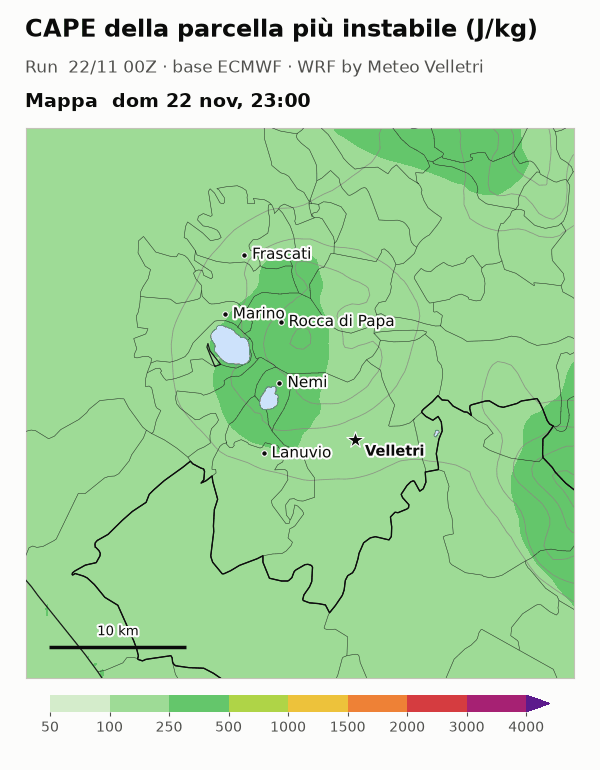 CAPE della parcella più instabile (J/kg)
Run  22/11 00Z · base ECMWF · WRF by Meteo Velletri
Mappa  dom 22 nov, 23:00
Frascati
Marino
Rocca di Papa
Nemi
Velletri
Lanuvio
10 km
50 100 250 500 1000 1500 2000 3000 4000